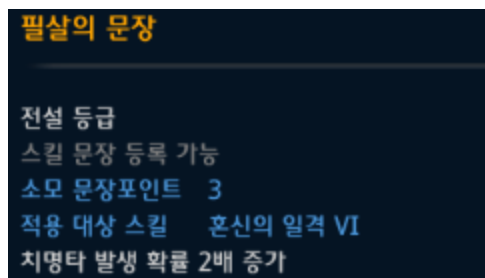 필살의 문장
전설 등급
스킬 문장 등록 가능
소모 문장포인트 3
적용 대상 스킬 혼신의 일격 VI
치명타 발생 확률 2배 증가